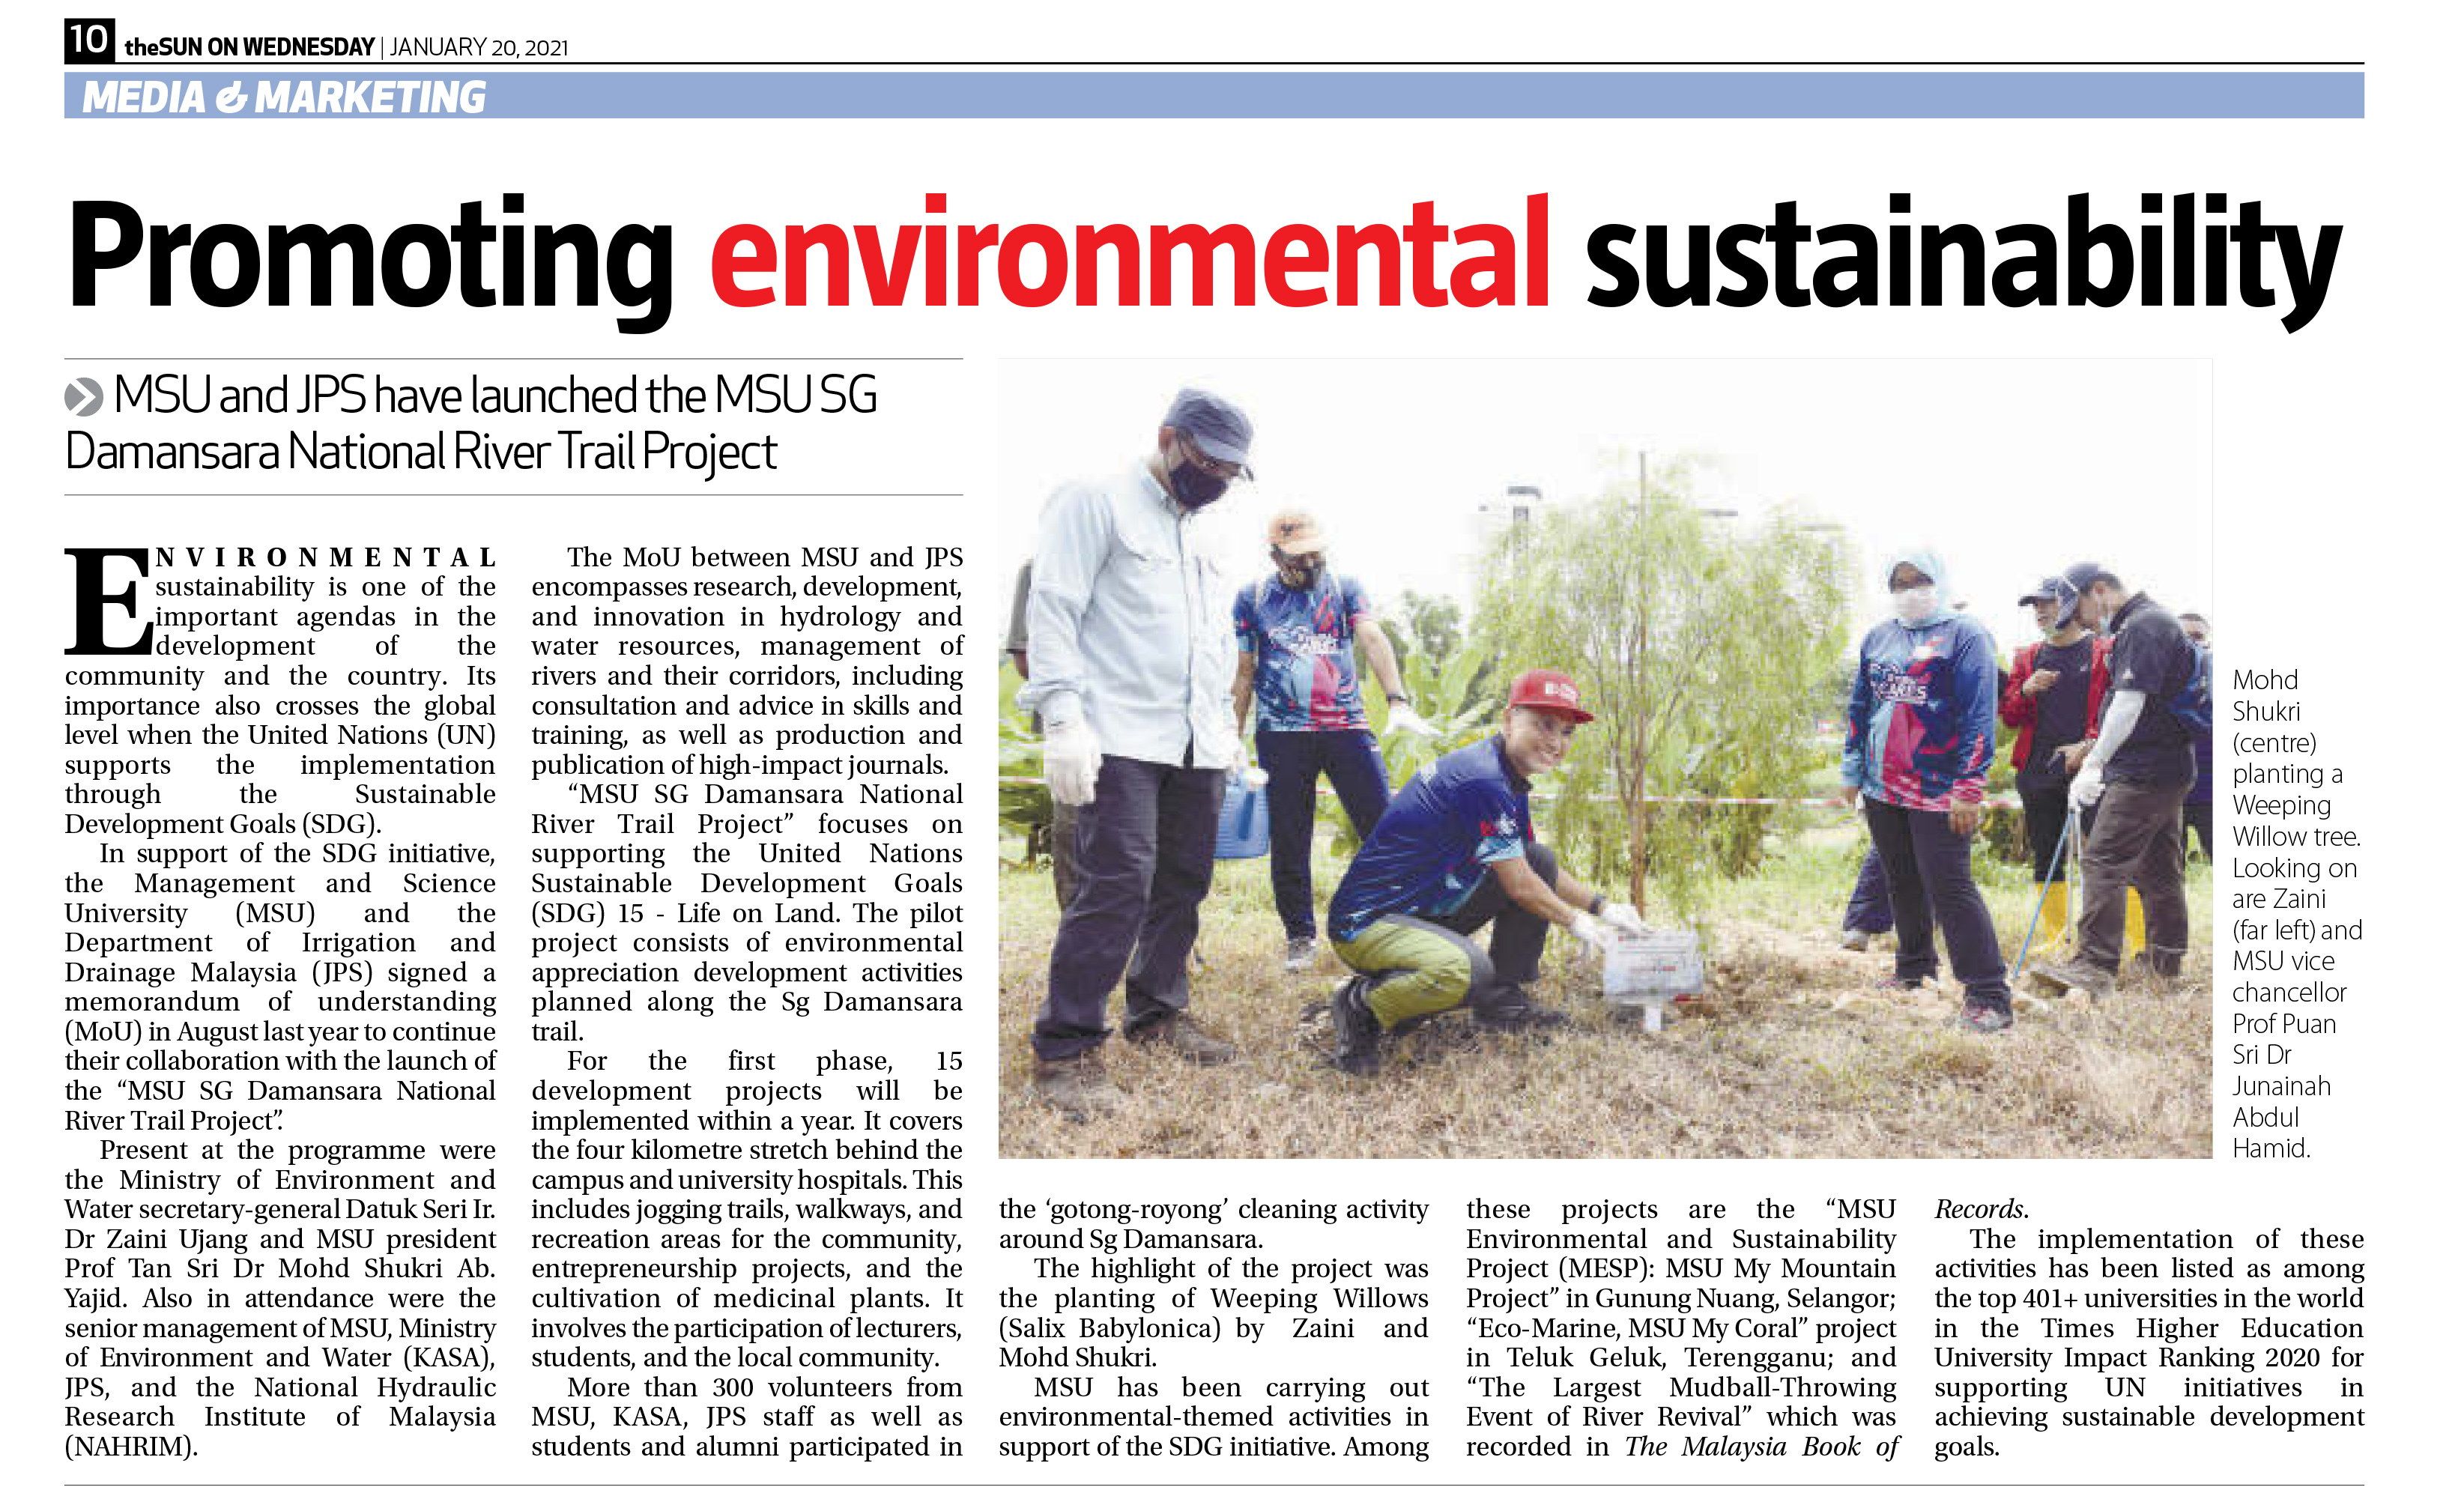 10 theSUN ON WEDNESDAY | JANUARY 20, 2021
MEDIA & MARKETING
Promoting environmental sustainability
MSU and JPS have launched the MSU SG
Damansara National River Trail Project
ENVIRONMENTAL
sustainability is one of the
important agendas in the
development of the
community and the country. Its
importance also crosses the global
level when the United Nations (UN)
supports the implementation
through the Sustainable
Development Goals (SDG).
In support of the SDG initiative,
the Management and Science
University (MSU) and the
Department of Irrigation and
Drainage Malaysia (JPS) signed a
memorandum of understanding
(MoU) in August last year to continue
their collaboration with the launch of
the “MSU SG Damansara National
River Trail Project”.
Present at the programme were
the Ministry of Environment and
Water secretary-general Datuk Seri Ir.
Dr Zaini Ujang and MSU president
Prof Tan Sri Dr Mohd Shukri Ab.
Yajid. Also in attendance were the
senior management of MSU, Ministry
of Environment and Water (KASA),
JPS, and the National Hydraulic
Research Institute of Malaysia
(NAHRIM).
The MoU between MSU and JPS
encompasses research, development,
and innovation in hydrology and
water resources, management of
rivers and their corridors, including
consultation and advice in skills and
training, as well as production and
publication of high-impact journals.
“MSU SG Damansara National
River Trail Project” focuses on
supporting the United Nations
Sustainable Development Goals
(SDG) 15 - Life on Land. The pilot
project consists of environmental
appreciation development activities
planned along the Sg Damansara
trail.
For the first phase, 15
development projects will be
implemented within a year. It covers
the four kilometre stretch behind the
campus and university hospitals. This
includes jogging trails, walkways, and
recreation areas for the community,
entrepreneurship projects, and the
cultivation of medicinal plants. It
involves the participation of lecturers,
students, and the local community.
More than 300 volunteers from
MSU, KASA, JPS staff as well as
students and alumni participated in
the ‘gotong-royong’ cleaning activity
around Sg Damansara.
The highlight of the project was
the planting of Weeping Willows
(Salix Babylonica) by Zaini and
Mohd Shukri.
MSU has been carrying out
environmental-themed activities in
support of the SDG initiative. Among
these projects are the “MSU
Environmental and Sustainability
Project (MESP): MSU My Mountain
Project” in Gunung Nuang, Selangor;
“Eco-Marine, MSU My Coral” project
in Teluk Geluk, Terengganu; and
“The Largest Mudball-Throwing
Event of River Revival” which was
recorded in The Malaysia Book of
Records.
The implementation of these
activities has been listed as among
the top 401+ universities in the world
in the Times Higher Education
University Impact Ranking 2020 for
supporting UN initiatives in
achieving sustainable development
goals.
Mohd
Shukri
(centre)
planting a
Weeping
Willow tree.
Looking on
are Zaini
(far left) and
MSU vice
chancellor
Prof Puan
Sri Dr
Junainah
Abdul
Hamid.